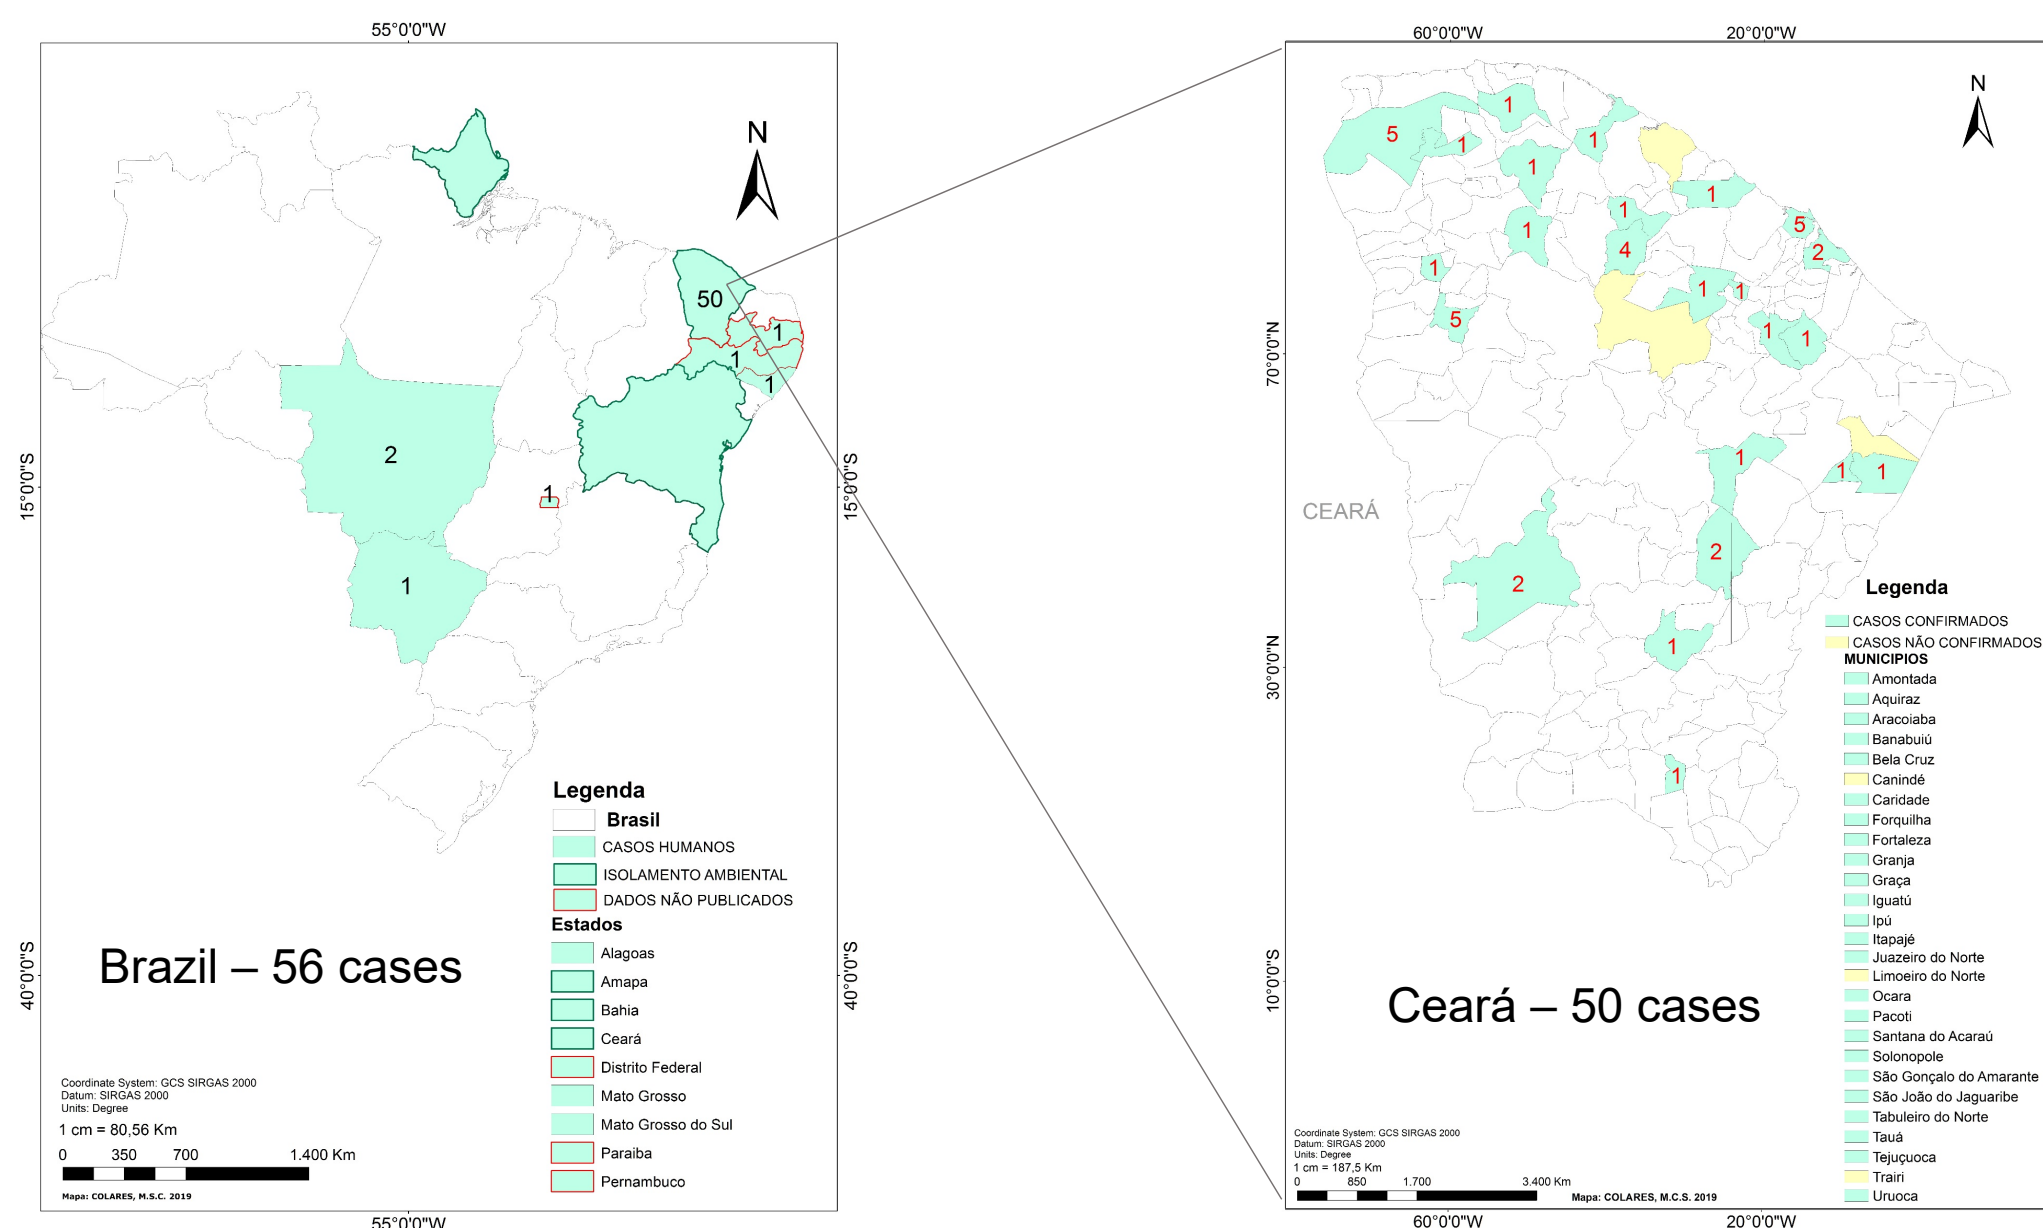 55°0'0"W
N
50
1
1
1
2
1
1
15°0'0"S
15°0'0"S
40°0'0"S
40°0'0"S
Legenda
Brasil
CASOS HUMANOS
ISOLAMENTO AMBIENTAL
DADOS NÃO PUBLICADOS
Estados
Alagoas
Amapa
Bahia
Ceará
Distrito Federal
Mato Grosso
Mato Grosso do Sul
Paraiba
Pernambuco
Brazil – 56 cases
Coordinate System: GCS SIRGAS 2000
Datum: SIRGAS 2000
Units: Degree
1 cm = 80,56 Km
0 350 700 1.400 Km
Mapa: COLARES, M.S.C. 2019
55°0'0"W
60°0'0"W 20°0'0"W
N
1
5
1
1
1
1
1
5
1
1
4
2
1
1
1
5
1
1
1
1
1
2
2
1
1
70°0'0"N
30°0'0"N
10°0'0"S
CEARÁ
Legenda
CASOS CONFIRMADOS
CASOS NÃO CONFIRMADOS
MUNICIPIOS
Amontada
Aquiraz
Aracoiaba
Banabuiú
Bela Cruz
Canindé
Caridade
Forquilha
Fortaleza
Granja
Graça
Iguatú
Ipú
Itapajé
Juazeiro do Norte
Limoeiro do Norte
Ocara
Pacoti
Santana do Acaraú
Solonopole
São Gonçalo do Amarante
São João do Jaguaribe
Tabuleiro do Norte
Tauá
Tejuçuoca
Trairi
Uruoca
Ceará – 50 cases
Coordinate System: GCS SIRGAS 2000
Datum: SIRGAS 2000
Units: Degree
1 cm = 187,5 Km
0 850 1.700 3.400 Km
Mapa: COLARES, M.C.S. 2019
60°0'0"W 20°0'0"W